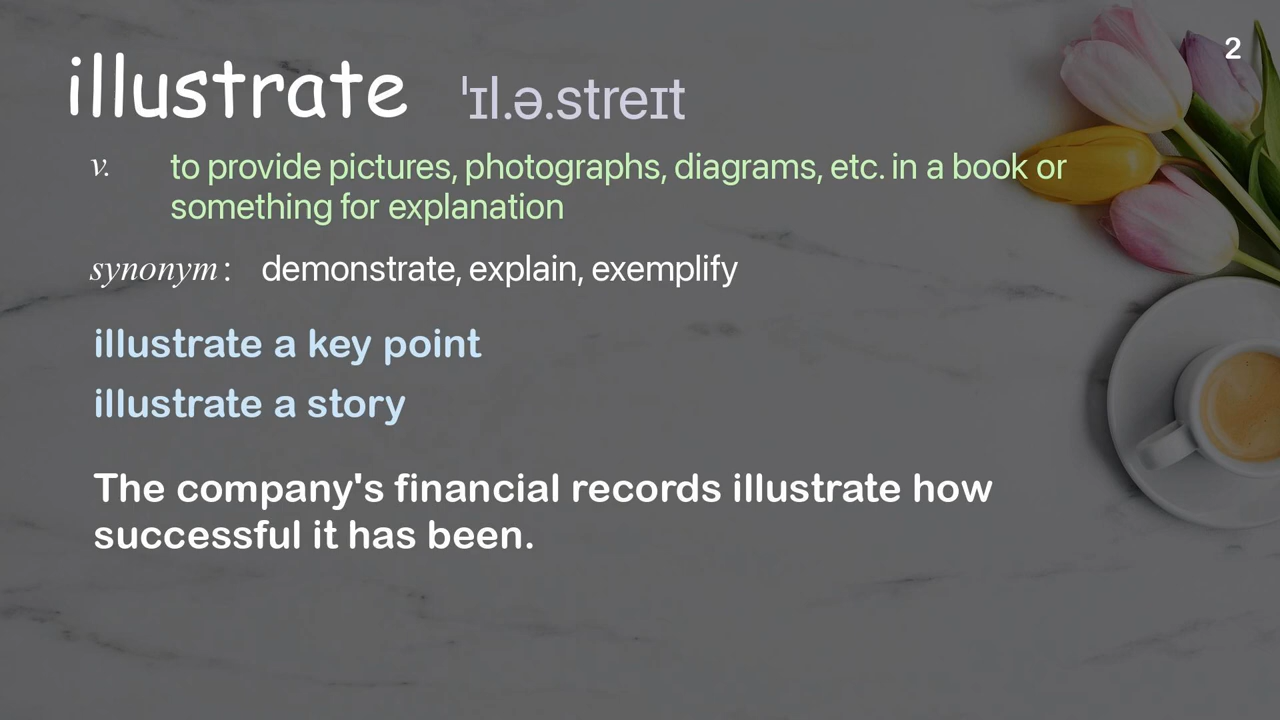 2
illustrate ˈɪl.ə.streɪt
v. to provide pictures, photographs, diagrams, etc. in a book or
something for explanation
synonym: demonstrate, explain, exemplify
illustrate a key point
illustrate a story
The company's financial records illustrate how
successful it has been.